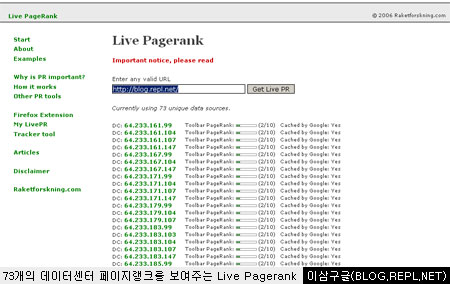 Live PageRank
© 2006 Raketforskning.com
Start
About
Examples
Why is PR important?
How it works
Other PR tools
Firefox Extension
My LivePR
Tracker tool
Articles
Disclaimer
Raketforskning.com
Live Pagerank
Important notice, please read
Enter any valid URL
http://blog.repl.net/ Get Live PR
Currently using 73 unique data sources.
DC: 64.233.161.99 Toolbar PageRank: (2/10) Cached by Google: Yes
DC: 64.233.161.104 Toolbar PageRank: (2/10) Cached by Google: Yes
DC: 64.233.161.107 Toolbar PageRank: (2/10) Cached by Google: Yes
DC: 64.233.161.147 Toolbar PageRank: (2/10) Cached by Google: Yes
DC: 64.233.167.99 Toolbar PageRank: (2/10) Cached by Google: Yes
DC: 64.233.167.104 Toolbar PageRank: (2/10) Cached by Google: Yes
DC: 64.233.167.147 Toolbar PageRank: (2/10) Cached by Google: Yes
DC: 64.233.171.99 Toolbar PageRank: (2/10) Cached by Google: Yes
DC: 64.233.171.104 Toolbar PageRank: (2/10) Cached by Google: Yes
DC: 64.233.171.107 Toolbar PageRank: (2/10) Cached by Google: Yes
DC: 64.233.171.147 Toolbar PageRank: (2/10) Cached by Google: Yes
DC: 64.233.179.99 Toolbar PageRank: (2/10) Cached by Google: Yes
DC: 64.233.179.104 Toolbar PageRank: (2/10) Cached by Google: Yes
DC: 64.233.179.107 Toolbar PageRank: (2/10) Cached by Google: Yes
DC: 64.233.183.99 Toolbar PageRank: (2/10) Cached by Google: Yes
DC: 64.233.183.103 Toolbar PageRank: (2/10) Cached by Google: Yes
DC: 64.233.183.104 Toolbar PageRank: (2/10) Cached by Google: Yes
DC: 64.233.183.107 Toolbar PageRank: (2/10) Cached by Google: Yes
DC: 64.233.185.99 Toolbar PageRank: (2/10) Cached by Google: Yes
73개의 데이터센터 페이지랭크을 보여주는 Live Pagerank 이삼구글(BLOG,REPL,NET)